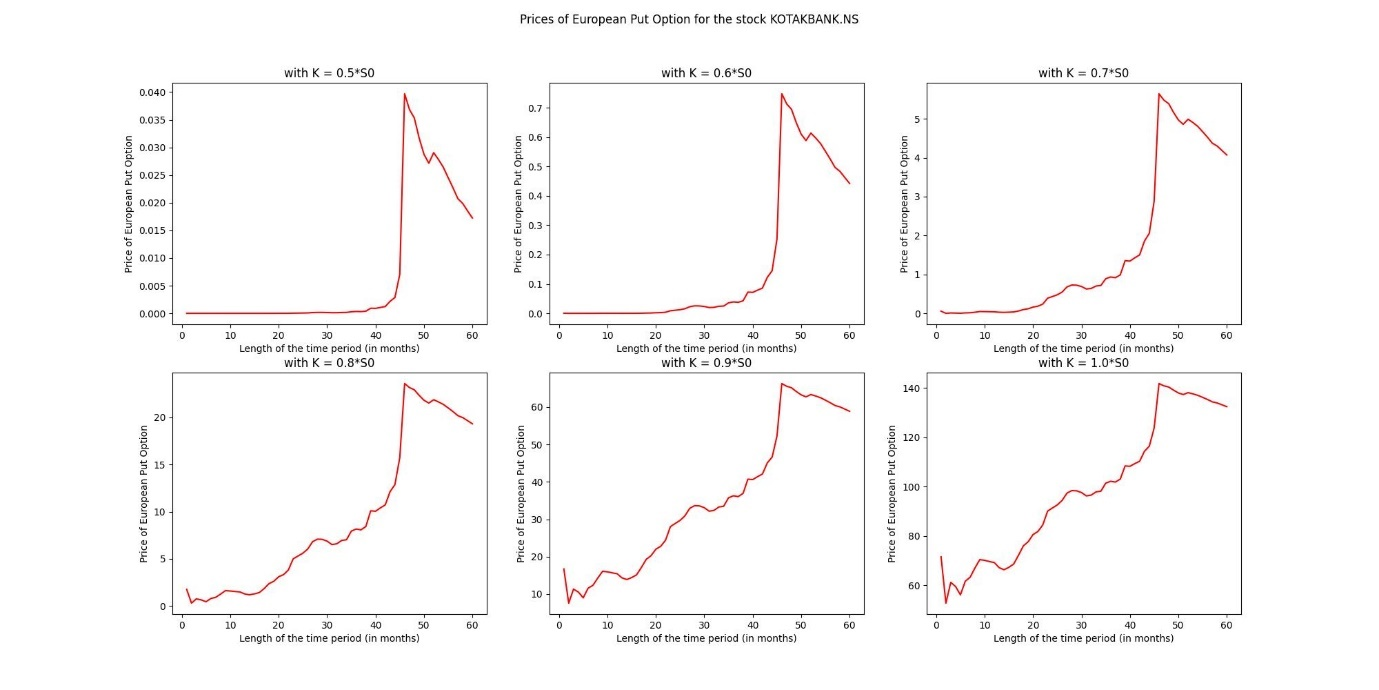 Prices of European Put Option for the stock KOTAKBANK.NS
with K = 0.5*S0
Price of European Put Option
0.040
0.035
0.030
0.025
0.020
0.015
0.010
0.005
0.000
0 10 20 30 40 50 60
Length of the time period (in months)
with K = 0.6*S0
Price of European Put Option
0.7
0.6
0.5
0.4
0.3
0.2
0.1
0.0
0 10 20 30 40 50 60
Length of the time period (in months)
with K = 0.7*S0
Price of European Put Option
5
4
3
2
1
0
0 10 20 30 40 50 60
Length of the time period (in months)
with K = 0.8*S0
Price of European Put Option
20
15
10
5
0
0 10 20 30 40 50 60
Length of the time period (in months)
with K = 0.9*S0
Price of European Put Option
60
50
40
30
20
10
0 10 20 30 40 50 60
Length of the time period (in months)
with K = 1.0*S0
Price of European Put Option
140
120
100
80
60
0 10 20 30 40 50 60
Length of the time period (in months)